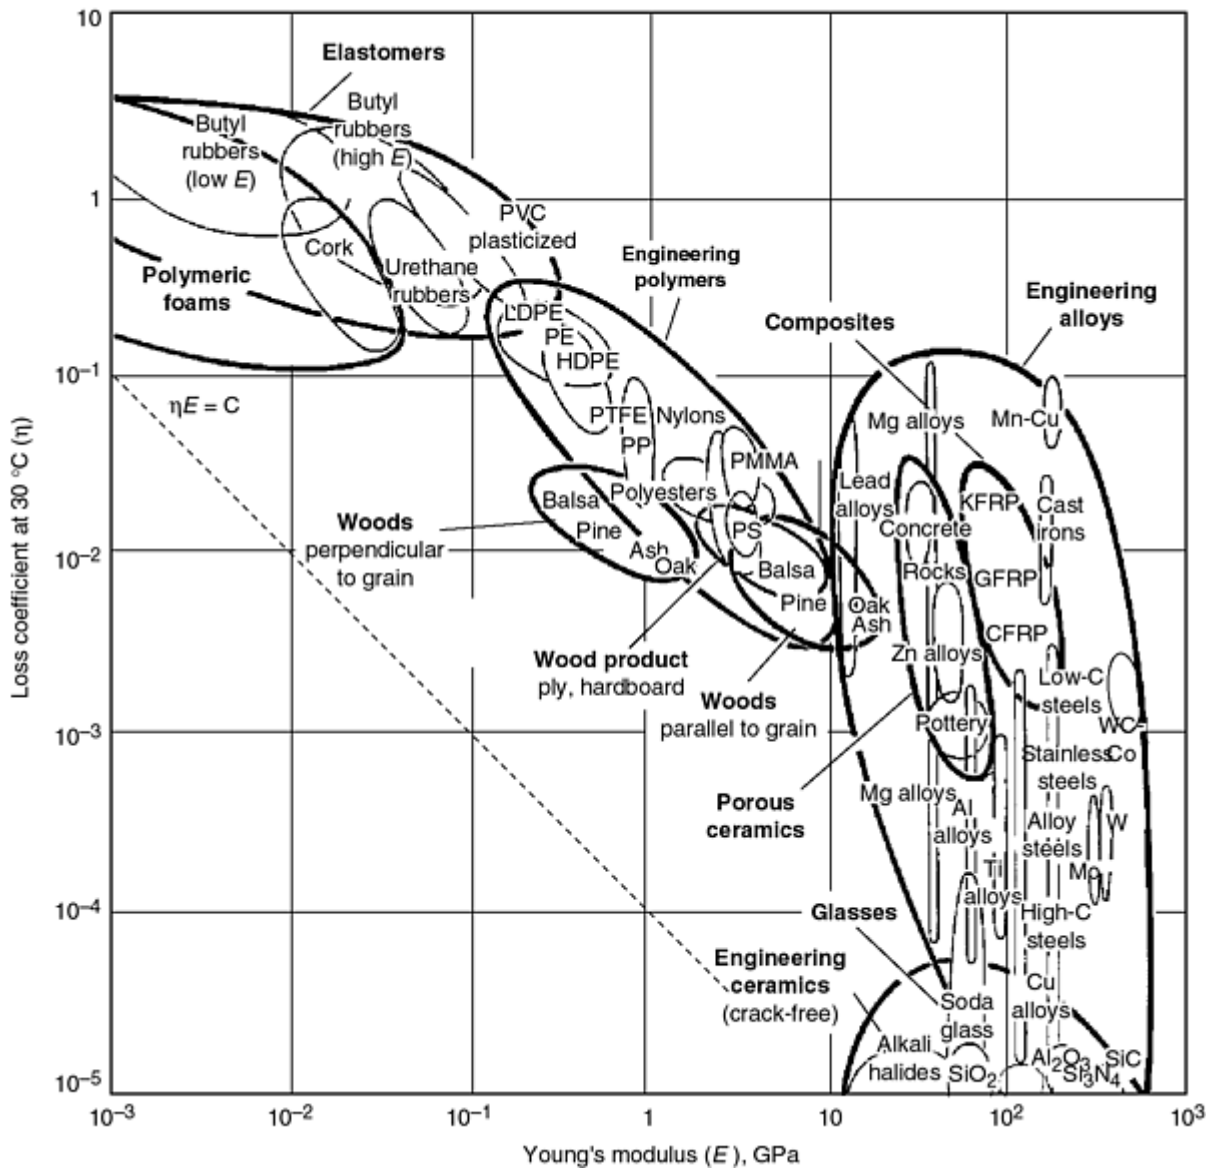 10
1
10⁻¹
10⁻²
10⁻³
10⁻⁴
10⁻⁵
Loss coefficient at 30 °C (η)
10⁻³
10⁻²
10⁻¹
1
10
10²
10³
Young's modulus (E), GPa
Elastomers
Butyl
rubbers
(high E)
Butyl
rubbers
(low E)
Cork
PVC
plasticized
Urethane
rubbers
Polymeric
foams
Engineering
polymers
Composites
Engineering
alloys
ηE = C
LDPE
PE
HDPE
PTFE
Nylons
PP
PMMA
Polyesters
PS
Balsa
Pine
Ash
Oak
Woods
perpendicular
to grain
Balsa
Pine
Oak
Ash
Wood product
ply, hardboard
Woods
parallel to grain
Mg alloys
Mn-Cu
Lead
alloys
KFRP
Cast
irons
Concrete
Rocks
GFRP
CFRP
Zn alloys
Low-C
steels
Pottery
WC-
Co
Stainless
steels
Porous
ceramics
Mg alloys
Al
alloys
Alloy
steels
W
Mo
Ti
alloys
Glasses
High-C
steels
Engineering
ceramics
(crack-free)
Cu
alloys
Soda
glass
Alkali
halides
SiO₂
Al₂O₃
SiC
Si₃N₄